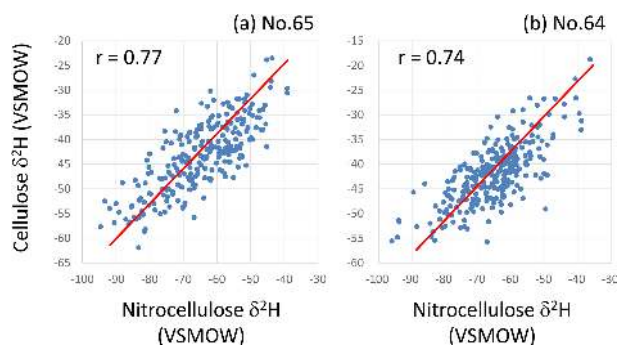 (a) No.65
(b) No.64
r = 0.77
r = 0.74
Cellulose δ²H (VSMOW)
-20
-25
-30
-35
-40
-45
-50
-55
-60
-65
-100 -90 -80 -70 -60 -50 -40 -30
-15
-20
-25
-30
-35
-40
-45
-50
-55
-60
-100 -90 -80 -70 -60 -50 -40 -30
Nitrocellulose δ²H
(VSMOW)
Nitrocellulose δ²H
(VSMOW)